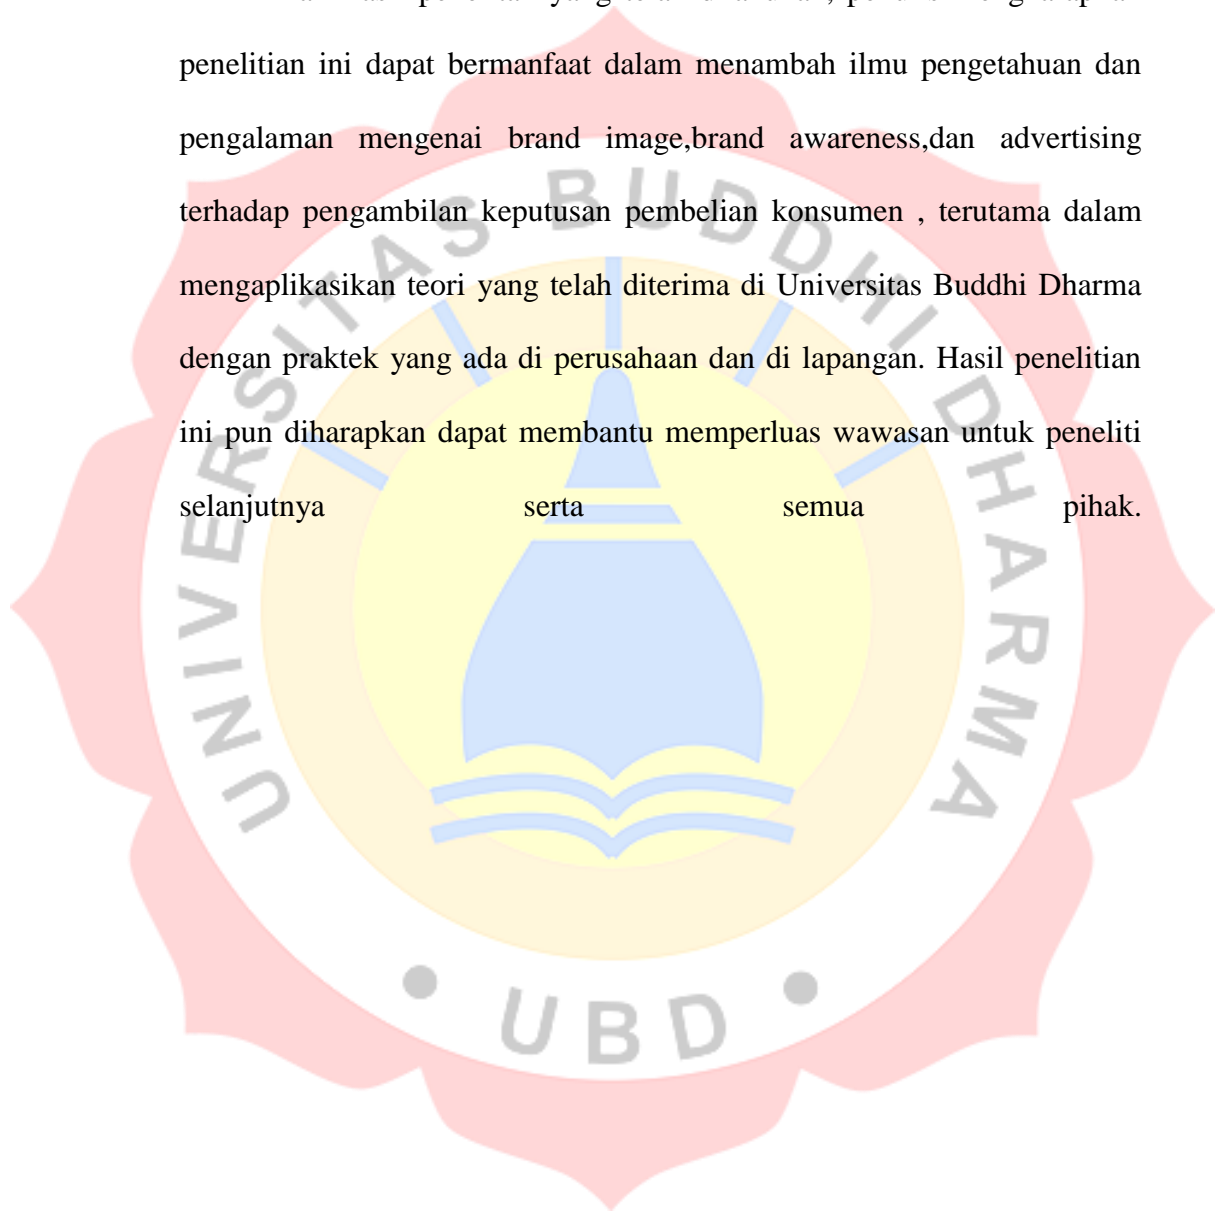 penelitian ini dapat bermanfaat dalam menambah ilmu pengetahuan dan
pengalaman mengenai brand image,brand awareness,dan advertising
terhadap pengambilan keputusan pembelian konsumen , terutama dalam
mengaplikasikan teori yang telah diterima di Universitas Buddhi Dharma
dengan praktek yang ada di perusahaan dan di lapangan. Hasil penelitian
ini pun diharapkan dapat membantu memperluas wawasan untuk peneliti
selanjutnya serta semua pihak.
UNIVERSITAS BUDDHI DHARMA
• UBD •